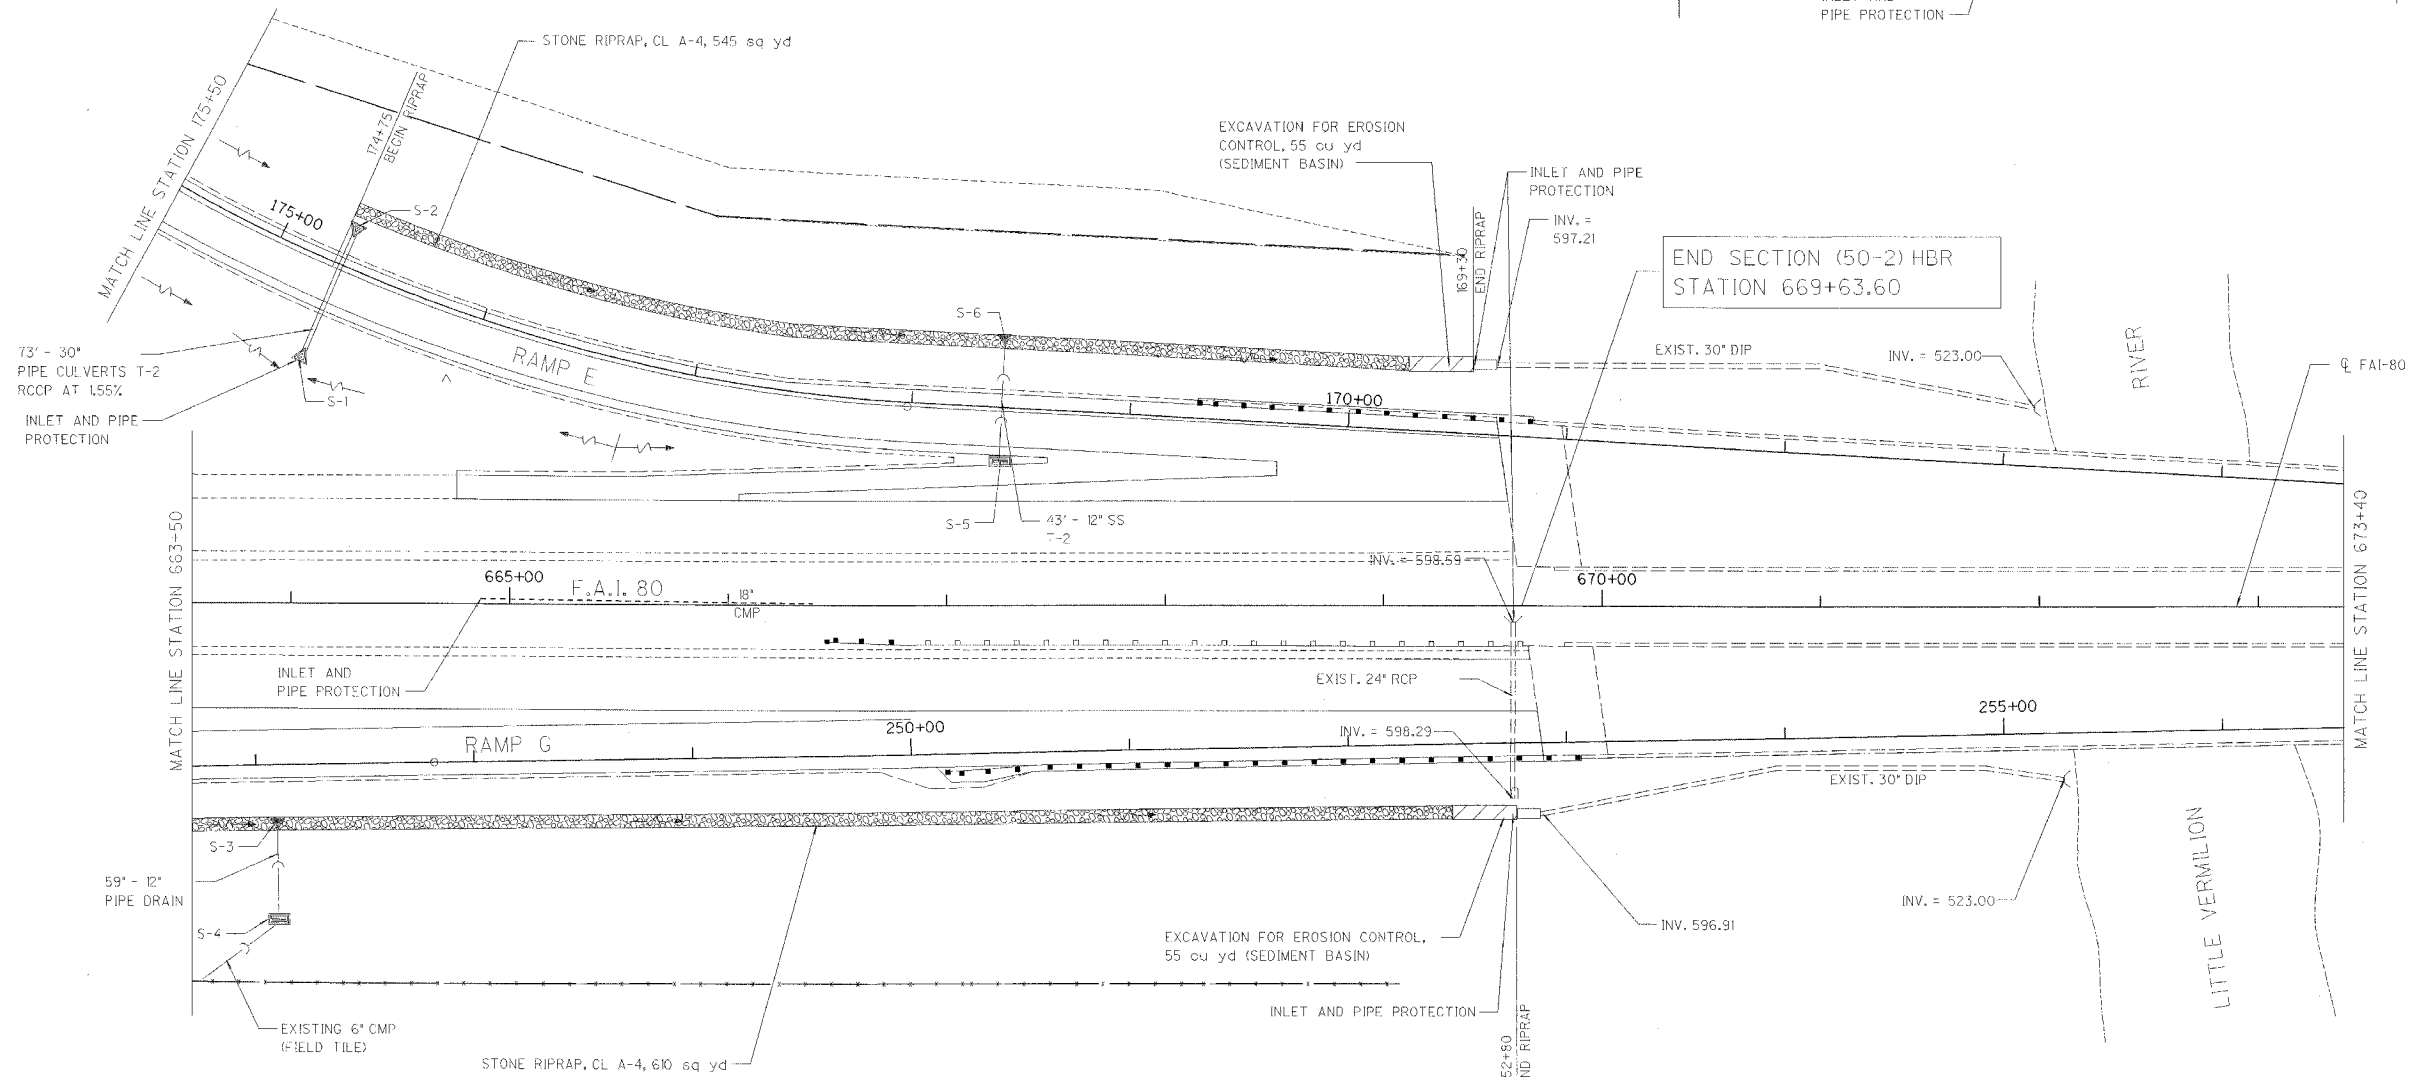 PIPE PROTECTION
STONE RIPRAP, CL A-4, 545 sq yd
MATCH LINE STATION 175+50
174+75
BEGIN RIPRAP
EXCAVATION FOR EROSION
CONTROL, 55 cu yd
(SEDIMENT BASIN)
INLET AND PIPE
PROTECTION
INV. =
597.21
169+30
END RIPRAP
END SECTION (50-2) HBR
STATION 669+63.60
175+00
S-2
S-6
RAMP E
73' - 30"
PIPE CULVERTS T-2
RCCP AT 1.55%
S-1
INLET AND PIPE
PROTECTION
170+00
EXIST. 30" DIP
INV. = 523.00
RIVER
℄ FAI-80
S-5
43' - 12" SS
T-2
MATCH LINE STATION 663+50
MATCH LINE STATION 673+40
INV. = 598.59
665+00
F.A.I. 80
18"
CMP
670+00
INLET AND
PIPE PROTECTION
EXIST. 24" RCP
250+00
255+00
RAMP G
INV. = 598.29
EXIST. 30" DIP
S-3
59" - 12"
PIPE DRAIN
S-4
INV. = 523.00
INV. 596.91
LITTLE VERMILION
EXCAVATION FOR EROSION CONTROL,
55 cu yd (SEDIMENT BASIN)
INLET AND PIPE PROTECTION
EXISTING 6" CMP
(FIELD TILE)
STONE RIPRAP, CL A-4, 610 sq yd
52+80
ND RIPRAP